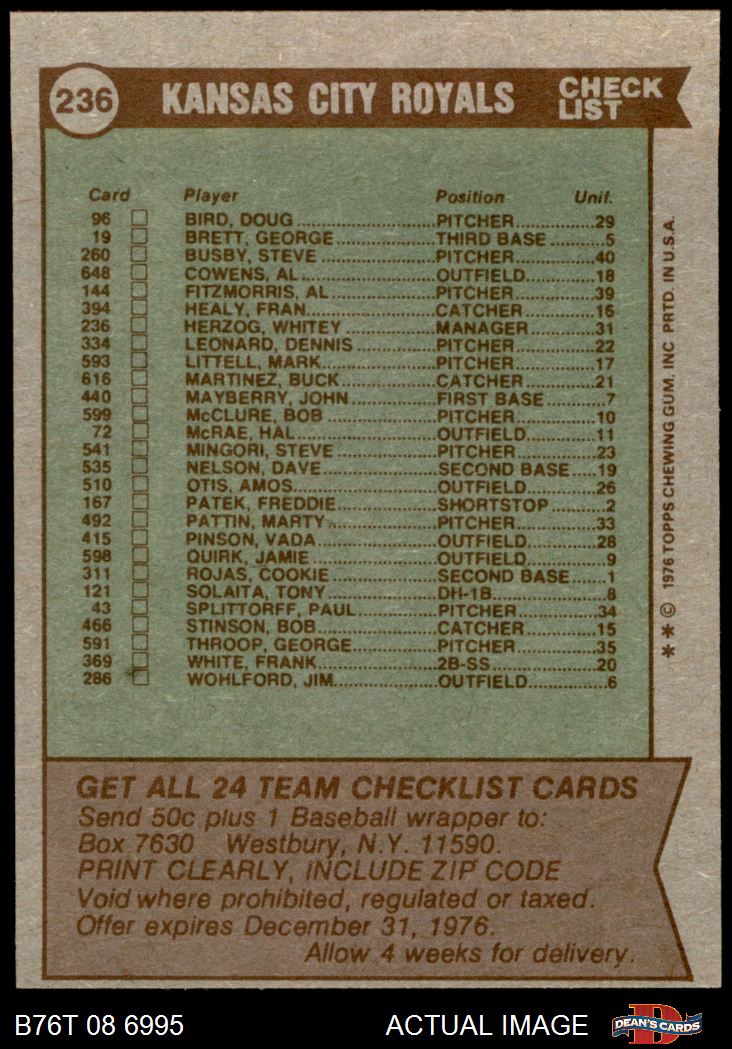 236 KANSAS CITY ROYALS CHECK LIST
Card Player Position Unif.
96 BIRD, DOUG PITCHER 29
19 BRETT, GEORGE THIRD BASE 5
260 BUSBY, STEVE PITCHER 40
648 COWENS, AL OUTFIELD 18
144 FITZMORRIS, AL PITCHER 39
394 HEALY, FRAN CATCHER 16
236 HERZOG, WHITEY MANAGER 31
334 LEONARD, DENNIS PITCHER 22
593 LITTELL, MARK PITCHER 17
616 MARTINEZ, BUCK CATCHER 21
440 MAYBERRY, JOHN FIRST BASE 7
599 McCLURE, BOB PITCHER 10
72 McRAE, HAL OUTFIELD 11
541 MINGORI, STEVE PITCHER 23
535 NELSON, DAVE SECOND BASE 19
510 OTIS, AMOS OUTFIELD 26
167 PATEK, FREDDIE SHORTSTOP 2
492 PATTIN, MARTY PITCHER 33
415 PINSON, VADA OUTFIELD 28
598 QUIRK, JAMIE OUTFIELD 9
311 ROJAS, COOKIE SECOND BASE 1
121 SOLAITA, TONY DH-1B 8
43 SPLITTORFF, PAUL PITCHER 34
466 STINSON, BOB CATCHER 15
591 THROOP, GEORGE PITCHER 35
369 WHITE, FRANK 2B-SS 20
286 WOHLFORD, JIM OUTFIELD 6
** © 1976 TOPPS CHEWING GUM, INC PRTD. IN U.S.A.
GET ALL 24 TEAM CHECKLIST CARDS
Send 50c plus 1 Baseball wrapper to:
Box 7630 Westbury, N.Y. 11590.
PRINT CLEARLY, INCLUDE ZIP CODE
Void where prohibited, regulated or taxed.
Offer expires December 31, 1976.
Allow 4 weeks for delivery.
B76T 08 6995 ACTUAL IMAGE D DEAN'S CARDS